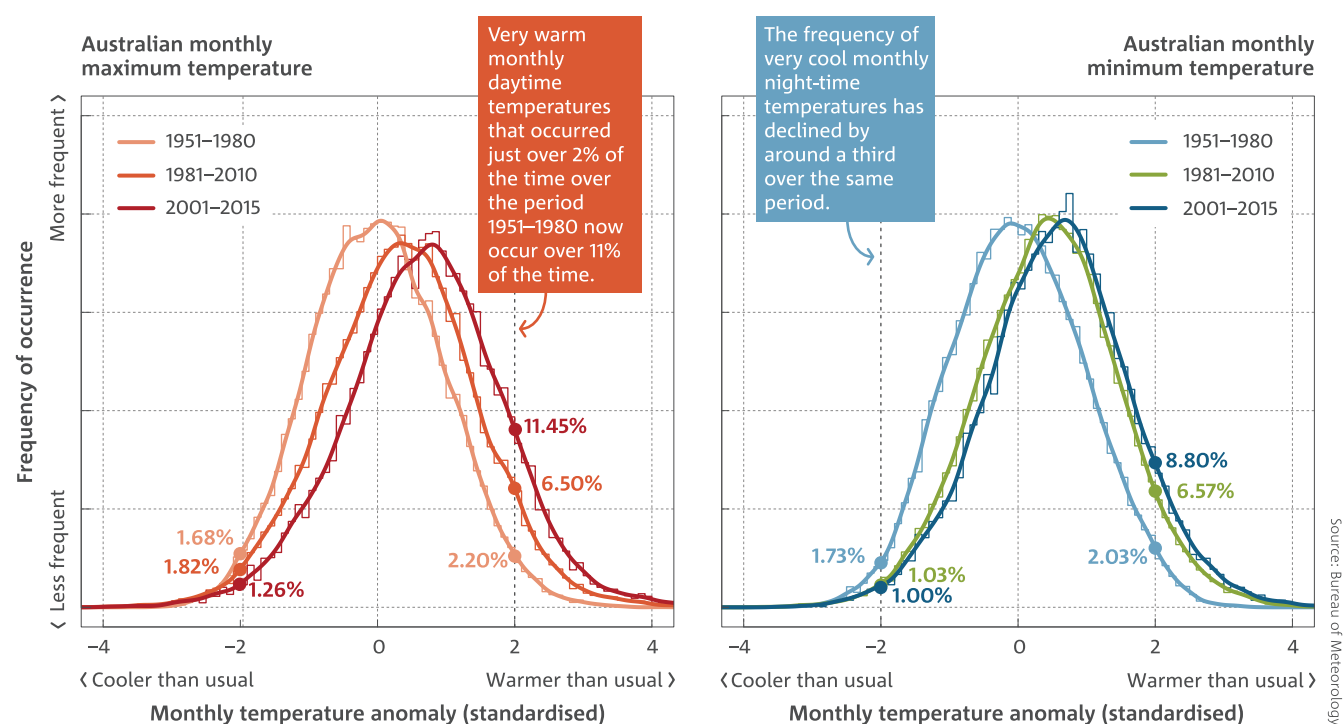 Australian monthly
maximum temperature
Very warm
monthly
daytime
temperatures
that occurred
just over 2% of
the time over
the period
1951–1980 now
occur over 11%
of the time.
1951–1980
1981–2010
2001–2015
Frequency of occurrence
< Less frequent
More frequent >
1.68%
1.82%
1.26%
11.45%
6.50%
2.20%
–4
–2
0
2
4
< Cooler than usual
Warmer than usual >
Monthly temperature anomaly (standardised)
The frequency of
very cool monthly
night-time
temperatures has
declined by
around a third
over the same
period.
Australian monthly
minimum temperature
1951–1980
1981–2010
2001–2015
1.73%
1.03%
1.00%
8.80%
6.57%
2.03%
–4
–2
0
2
4
< Cooler than usual
Warmer than usual >
Monthly temperature anomaly (standardised)
Source: Bureau of Meteorology